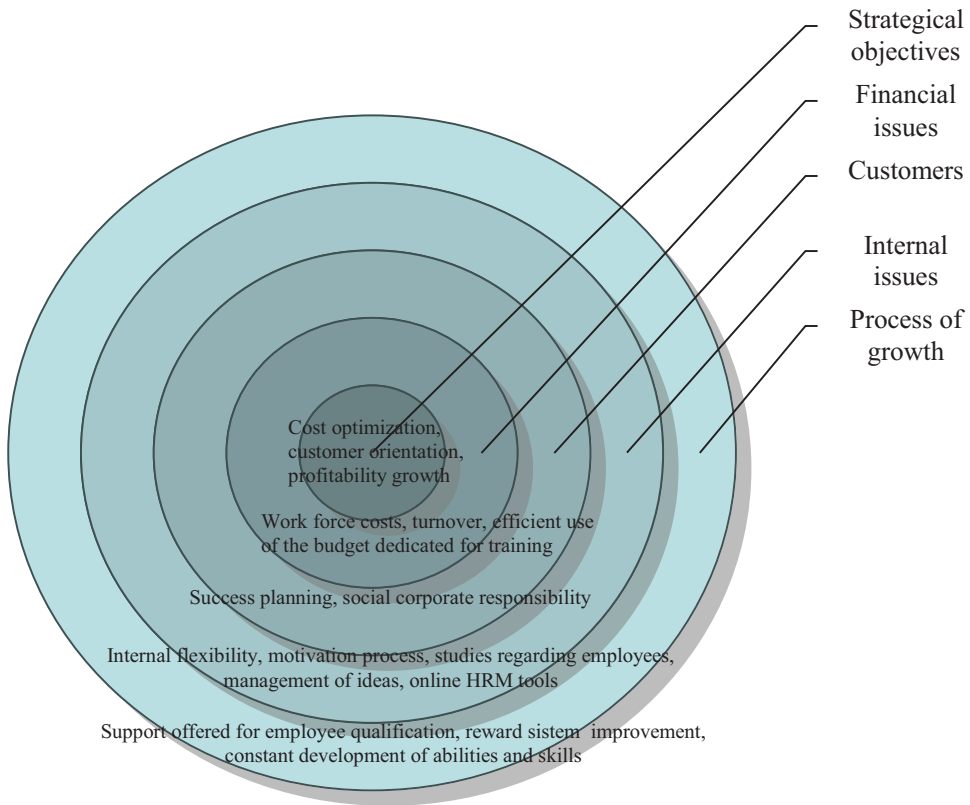 Strategical
objectives
Financial
issues
Customers
Internal
issues
Process of
growth
Cost optimization,
customer orientation,
profitability growth
Work force costs, turnover, efficient use
of the budget dedicated for training
Success planning, social corporate responsibility
Internal flexibility, motivation process, studies regarding employees,
management of ideas, online HRM tools
Support offered for employee qualification, reward sistem improvement,
constant development of abilities and skills